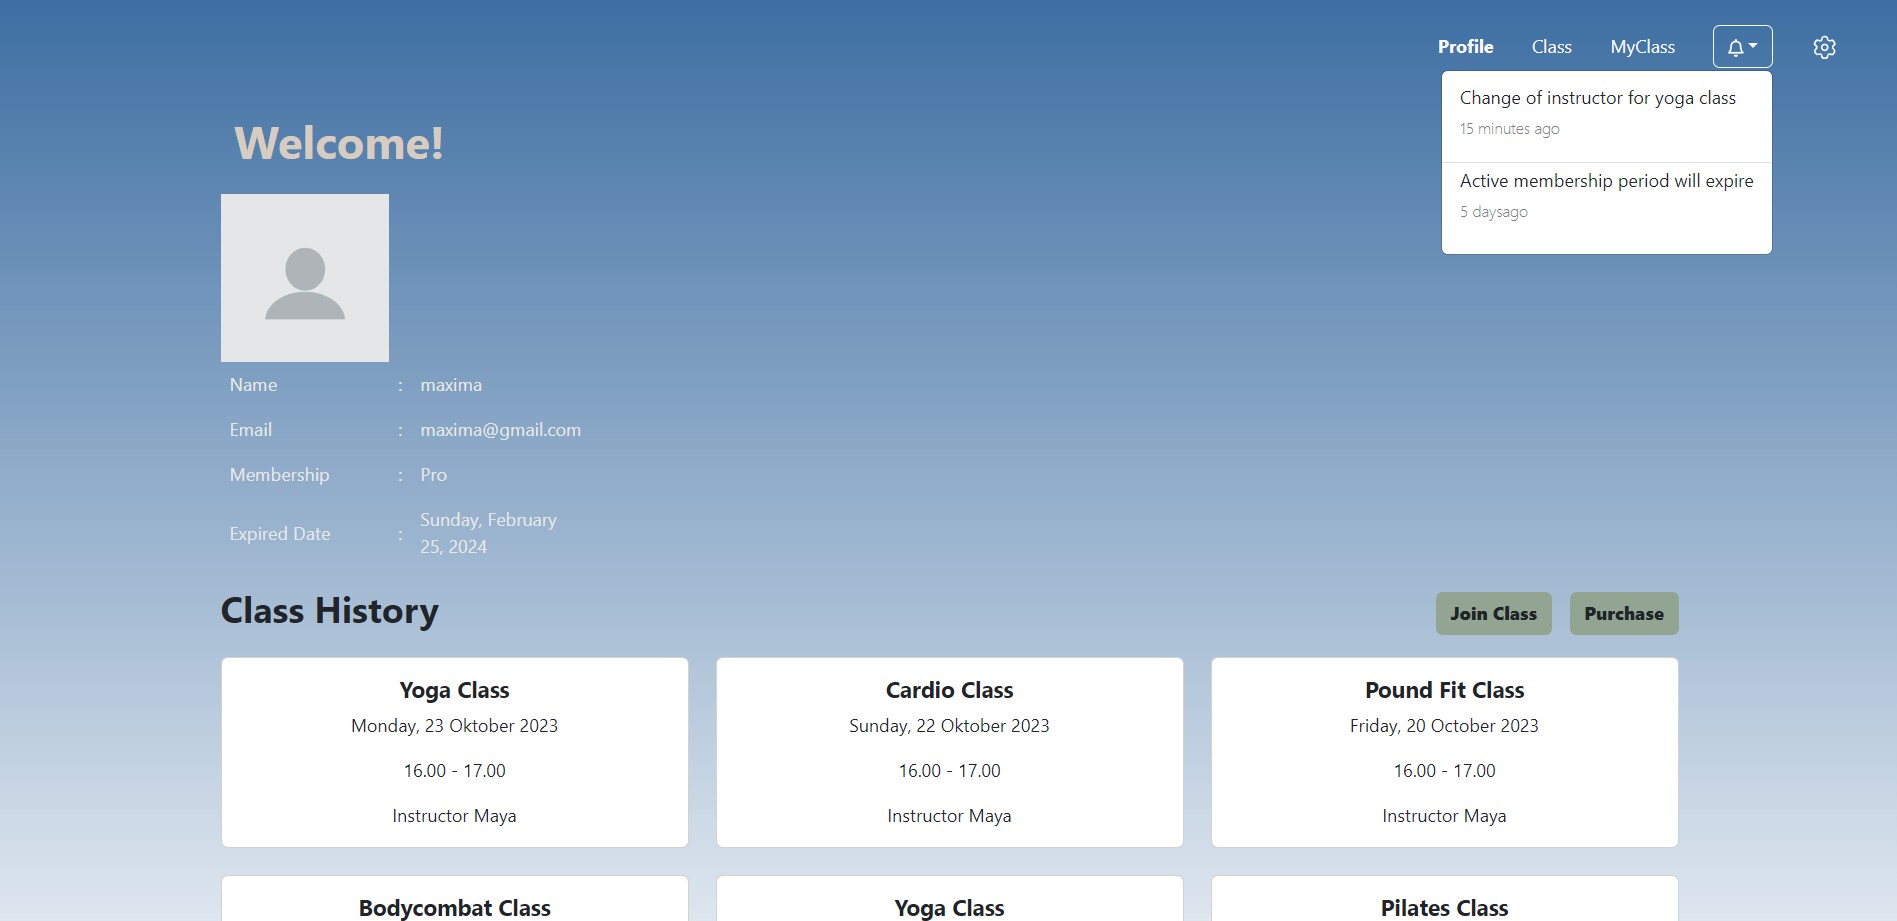 Profile Class MyClass
Change of instructor for yoga class
15 minutes ago
Active membership period will expire
5 daysago
Welcome!
Name : maxima
Email : maxima@gmail.com
Membership : Pro
Expired Date : Sunday, February
25, 2024
Class History
Join Class Purchase
Yoga Class
Monday, 23 Oktober 2023
16.00 - 17.00
Instructor Maya
Cardio Class
Sunday, 22 Oktober 2023
16.00 - 17.00
Instructor Maya
Pound Fit Class
Friday, 20 October 2023
16.00 - 17.00
Instructor Maya
Bodycombat Class
Yoga Class
Pilates Class